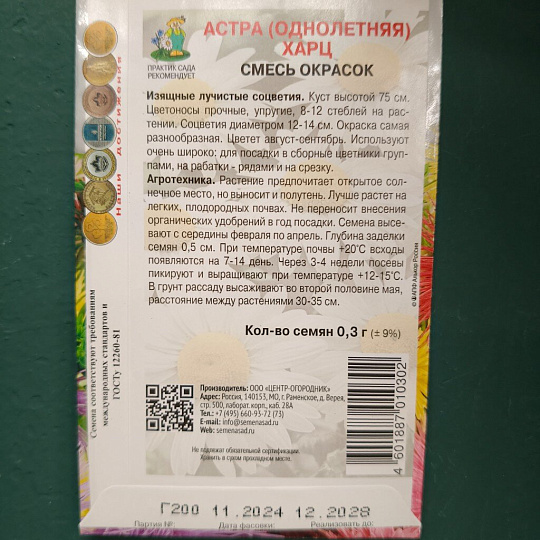 АСТРА (ОДНОЛЕТНЯЯ)
ХАРЦ
СМЕСЬ ОКРАСОК
ПРАКТИК САДА
РЕКОМЕНДУЕТ
Наши достижения
Изящные лучистые соцветия. Куст высотой 75 см.
Цветоносы прочные, упругие, 8-12 стеблей на рас-
тении. Соцветия диаметром 12-14 см. Окраска самая
разнообразная. Цветет август-сентябрь. Используют
очень широко: для посадки в сборные цветники груп-
пами, на рабатки - рядами и на срезку.
Агротехника. Растение предпочитает открытое сол-
нечное место, но выносит и полутень. Лучше растет на
легких, плодородных почвах. Не переносит внесения
органических удобрений в год посадки. Семена высе-
вают с середины февраля по апрель. Глубина заделки
семян 0,5 см. При температуре почвы +20°С всходы
появляются на 7-14 день. Через 3-4 недели посевы
пикируют и выращивают при температуре +12-15°С.
В грунт рассаду высаживают во второй половине мая,
расстояние между растениями 30-35 см.
Кол-во семян 0,3 г (± 9%)
© ФАПФ Алькор России
Семена соответствуют требованиям
международных стандартов и
ГОСТу 12260-81
Производитель: ООО «ЦЕНТР-ОГОРОДНИК»
Адрес: Россия, 140153, МО, г. Раменское, д. Верея,
стр. 500, лаборат. корп., каб. 28А
Тел.: +7 (495) 660-93-72 (73)
E-mail: info@semenasad.ru
Web: semenasad.ru
Не подлежат обязательной сертификации.
Хранить в сухом прохладном месте.
4 601887 010302
Г200 11.2024 12.2028
Партия №: Дата фасовки: Реализовать до: